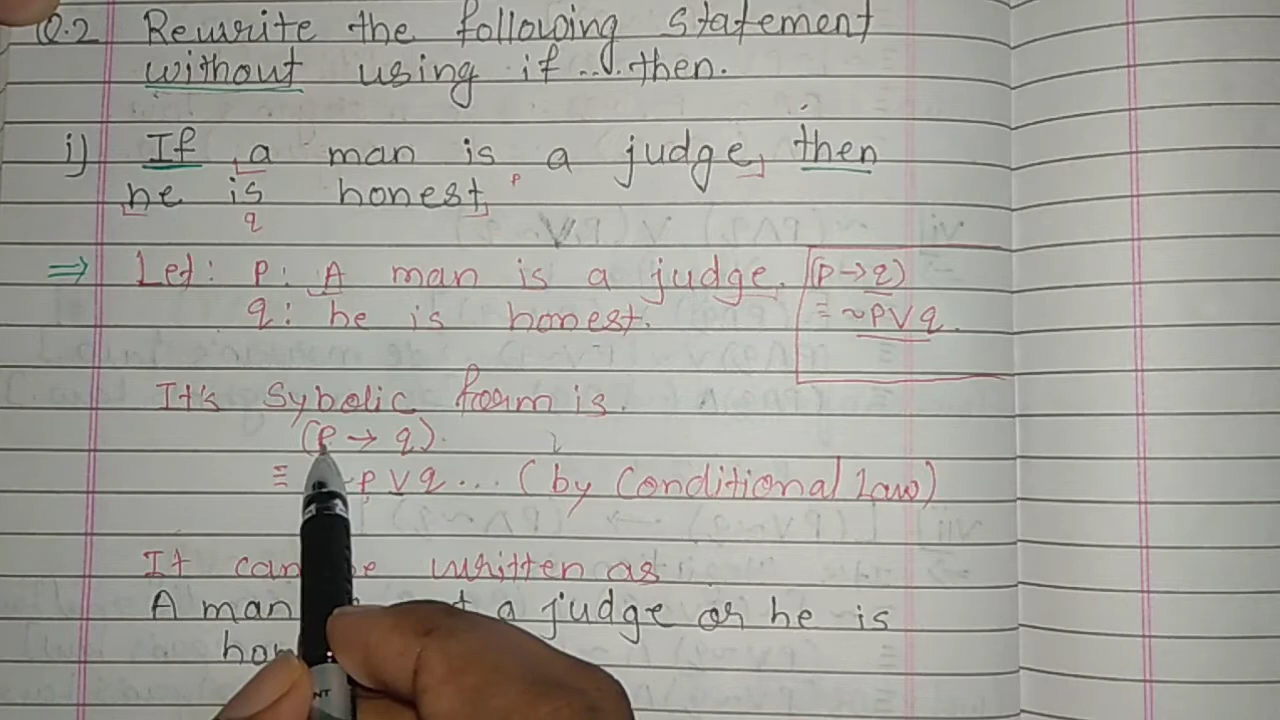 Q.2 Rewrite the following statement
without using if ... then.
i) If a man is a judge, then
p
he is honest
q
⇒ Let: p: A man is a judge. (p→q)
q: he is honest. ≡ ~p∨q.
It's Sybolic form is.
(p→q).
≡ p∨q... (by Conditional Law)
It can written as
A man a judge or he is